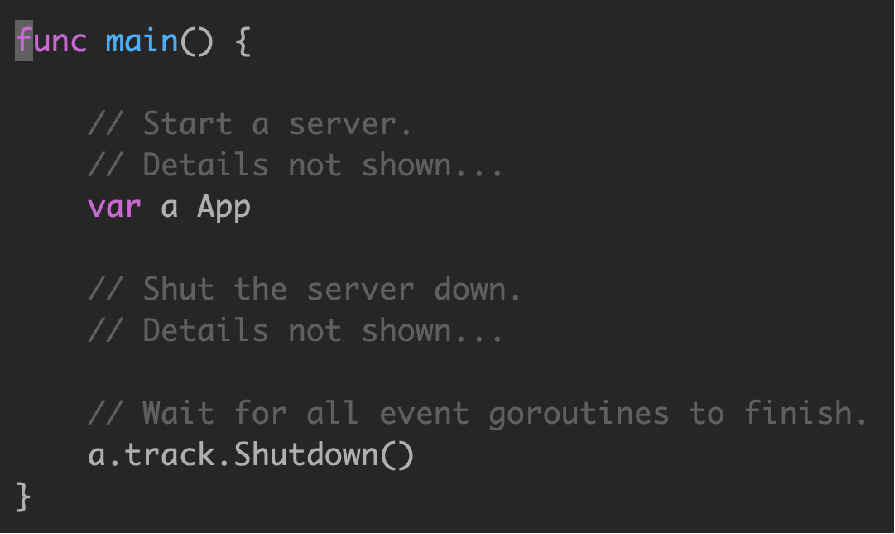 func main() {
// Start a server.
// Details not shown...
var a App
// Shut the server down.
// Details not shown...
// Wait for all event goroutines to finish.
a.track.Shutdown()
}